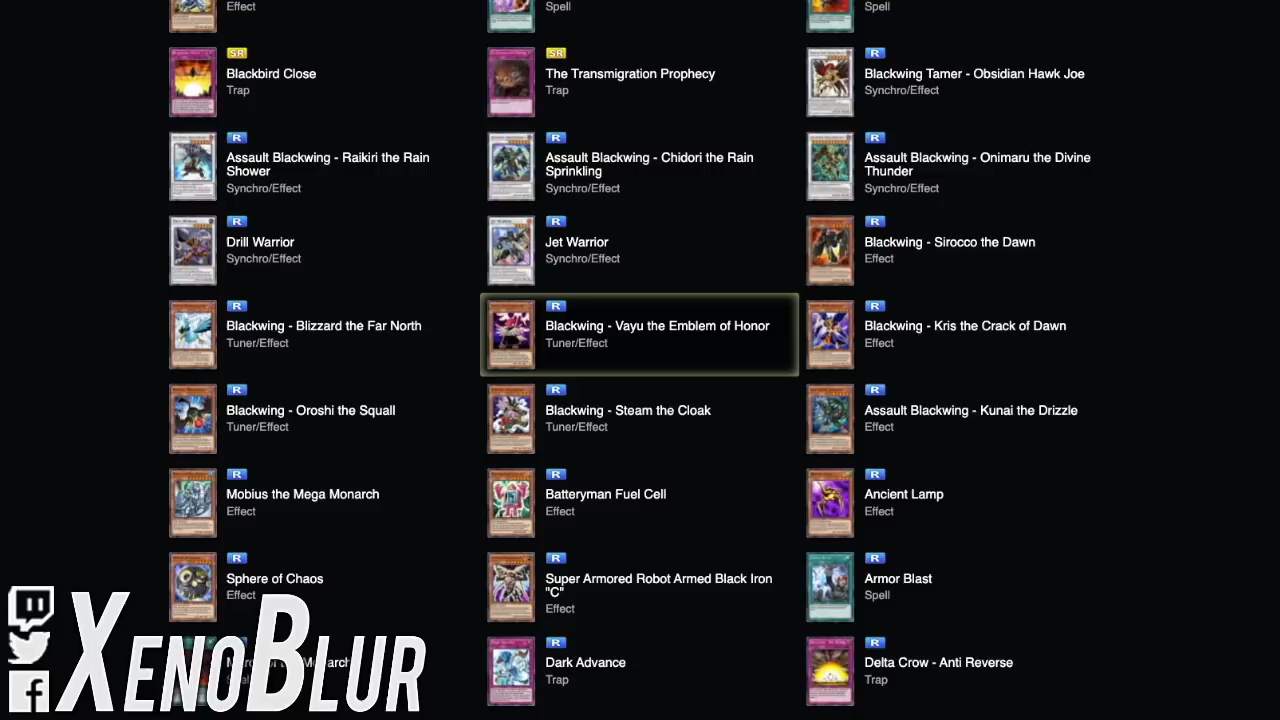 Effect
Spell
Spell
SR
SR
R
Blackbird Close
The Transmigration Prophecy
Blackwing Tamer - Obsidian Hawk Joe
Trap
Trap
Synchro/Effect
R
R
R
Assault Blackwing - Raikiri the Rain
Shower
Assault Blackwing - Chidori the Rain
Sprinkling
Assault Blackwing - Onimaru the Divine
Thunder
Synchro/Effect
Synchro/Effect
Synchro/Effect
R
R
R
Drill Warrior
Jet Warrior
Blackwing - Sirocco the Dawn
Synchro/Effect
Synchro/Effect
Effect
R
R
R
Blackwing - Blizzard the Far North
Blackwing - Vayu the Emblem of Honor
Blackwing - Kris the Crack of Dawn
Tuner/Effect
Tuner/Effect
Effect
R
R
R
Blackwing - Oroshi the Squall
Blackwing - Steam the Cloak
Assault Blackwing - Kunai the Drizzle
Tuner/Effect
Tuner/Effect
Effect
R
R
R
Mobius the Mega Monarch
Batteryman Fuel Cell
Ancient Lamp
Effect
Effect
Effect
R
R
R
Sphere of Chaos
Super Armored Robot Armed Black Iron
"C"
Armor Blast
Effect
Effect
Spell
R
R
Delta Crow - Anti Reverse
Trap
XENOBLUP